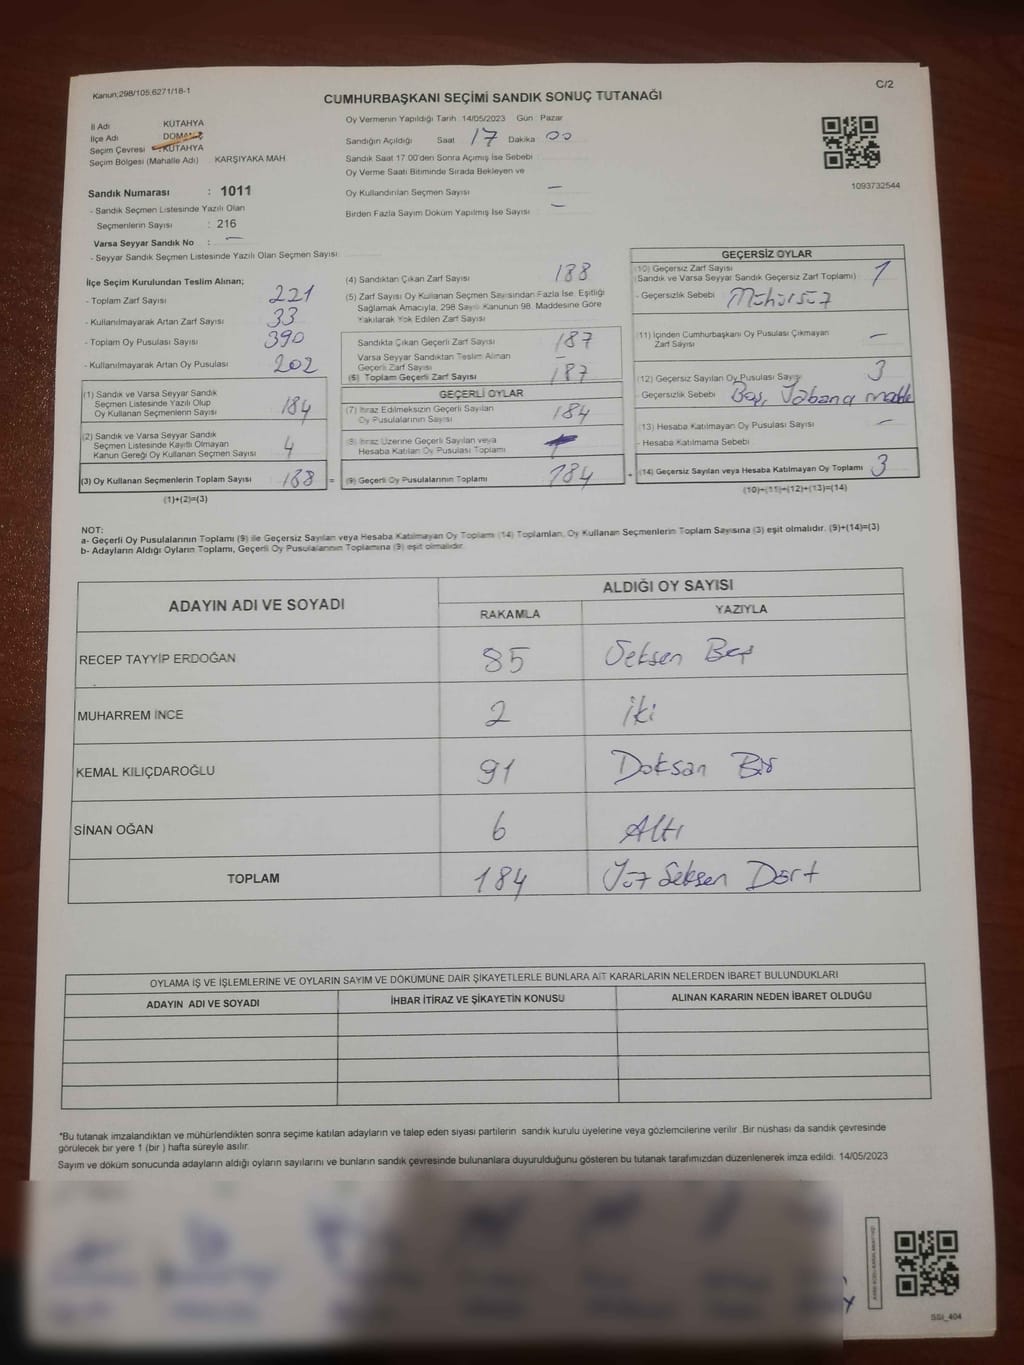 Kanun;298/105,6271/18-1
C/2
CUMHURBAŞKANI SEÇİMİ SANDIK SONUÇ TUTANAĞI
İl Adı KÜTAHYA
İlçe Adı
Seçim Çevresi : KÜTAHYA
Seçim Bölgesi (Mahalle Adı) KARŞIYAKA MAH
Sandık Numarası : 1011
- Sandık Seçmen Listesinde Yazılı Olan
Seçmenlerin Sayısı : 216
Varsa Seyyar Sandık No : —
- Seyyar Sandık Seçmen Listesinde Yazılı Olan Seçmen Sayısı:
Oy Vermenin Yapıldığı Tarih : 14/05/2023 Gün : Pazar
Sandığın Açıldığı Saat 17 Dakika 00
Sandık Saat 17.00'den Sonra Açılmış İse Sebebi
Oy Verme Saati Bitiminde Sırada Bekleyen ve
Oy Kullandırılan Seçmen Sayısı —
Birden Fazla Sayım Döküm Yapılmış İse Sayısı : —
1093732544
İlçe Seçim Kurulundan Teslim Alınan;
- Toplam Zarf Sayısı 221
- Kullanılmayarak Artan Zarf Sayısı 33
- Toplam Oy Pusulası Sayısı 390
- Kullanılmayarak Artan Oy Pusulası 202
(1) Sandık ve Varsa Seyyar Sandık
Seçmen Listesinde Yazılı Olup
Oy Kullanan Seçmenlerin Sayısı 184
(2) Sandık ve Varsa Seyyar Sandık
Seçmen Listesinde Kayıtlı Olmayan
Kanun Gereği Oy Kullanan Seçmen Sayısı 4
(3) Oy Kullanan Seçmenlerin Toplam Sayısı 188 =
(1)+(2)=(3)
(4) Sandıktan Çıkan Zarf Sayısı 188
(5) Zarf Sayısı Oy Kullanan Seçmen Sayısından Fazla İse, Eşitliği
Sağlamak Amacıyla; 298 Sayılı Kanunun 98. Maddesine Göre
Yakılarak Yok Edilen Zarf Sayısı
Sandıkta Çıkan Geçerli Zarf Sayısı 187
Varsa Seyyar Sandıktan Teslim Alınan
Geçerli Zarf Sayısı —
(6) Toplam Geçerli Zarf Sayısı 187
GEÇERLİ OYLAR
(7) İtiraz Edilmeksizin Geçerli Sayılan
Oy Pusulalarının Sayısı 184
(8) İtiraz Üzerine Geçerli Sayılan veya
Hesaba Katılan Oy Pusulası Toplamı
(9) Geçerli Oy Pusulalarının Toplamı 184 +
GEÇERSİZ OYLAR
(10) Geçersiz Zarf Sayısı
(Sandık ve Varsa Seyyar Sandık Geçersiz Zarf Toplamı) 1
- Geçersizlik Sebebi : Mühürsüz
(11) İçinden Cumhurbaşkanı Oy Pusulası Çıkmayan
Zarf Sayısı —
(12) Geçersiz Sayılan Oy Pusulası Sayısı 3
- Geçersizlik Sebebi Boş, Yabancı madde
(13) Hesaba Katılmayan Oy Pusulası Sayısı —
- Hesaba Katılmama Sebebi
(14) Geçersiz Sayılan veya Hesaba Katılmayan Oy Toplamı 3
(10)+(11)+(12)+(13)=(14)
NOT:
a- Geçerli Oy Pusulalarının Toplamı (9) ile Geçersiz Sayılan veya Hesaba Katılmayan Oy Toplamı (14) Toplamları, Oy Kullanan Seçmenlerin Toplam Sayısına (3) eşit olmalıdır. (9)+(14)=(3)
b- Adayların Aldığı Oyların Toplamı, Geçerli Oy Pusulalarının Toplamına (9) eşit olmalıdır.
ADAYIN ADI VE SOYADI
ALDIĞI OY SAYISI
RAKAMLA YAZIYLA
RECEP TAYYİP ERDOĞAN 85 Seksen Beş
MUHARREM İNCE 2 İki
KEMAL KILIÇDAROĞLU 91 Doksan Bir
SİNAN OĞAN 6 Altı
TOPLAM 184 Yüz Seksen Dört
OYLAMA İŞ VE İŞLEMLERİNE VE OYLARIN SAYIM VE DÖKÜMÜNE DAİR ŞİKAYETLERLE BUNLARA AİT KARARLARIN NELERDEN İBARET BULUNDUKLARI
ADAYIN ADI VE SOYADI İHBAR İTİRAZ VE ŞİKAYETİN KONUSU ALINAN KARARIN NEDEN İBARET OLDUĞU
*Bu tutanak imzalandıktan ve mühürlendikten sonra seçime katılan adayların ve talep eden siyasi partilerin sandık kurulu üyelerine veya gözlemcilerine verilir. Bir nüshası da sandık çevresinde
görülecek bir yere 1 (bir ) hafta süreyle asılır.
Sayım ve döküm sonucunda adayların aldığı oyların sayılarını ve bunların sandık çevresinde bulunanlara duyurulduğunu gösteren bu tutanak tarafımızdan düzenlenerek imza edildi. 14/05/2023
SSI_404